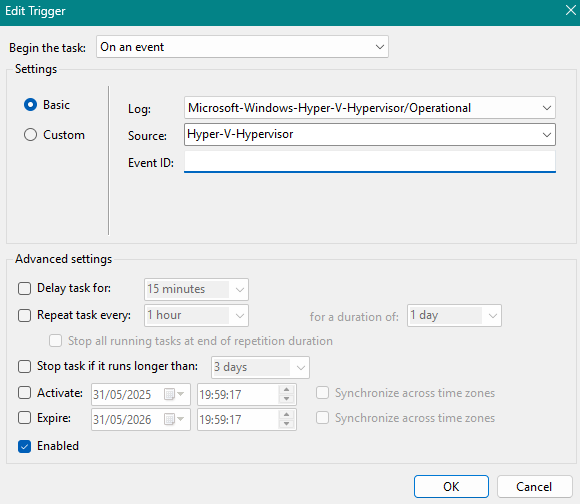 Edit Trigger
Begin the task: On an event
Settings
Basic
Custom
Log: Microsoft-Windows-Hyper-V-Hypervisor/Operational
Source: Hyper-V-Hypervisor
Event ID:
Advanced settings
Delay task for: 15 minutes
Repeat task every: 1 hour for a duration of: 1 day
Stop all running tasks at end of repetition duration
Stop task if it runs longer than: 3 days
Activate: 31/05/2025 19:59:17 Synchronize across time zones
Expire: 31/05/2026 19:59:17 Synchronize across time zones
Enabled
OK Cancel